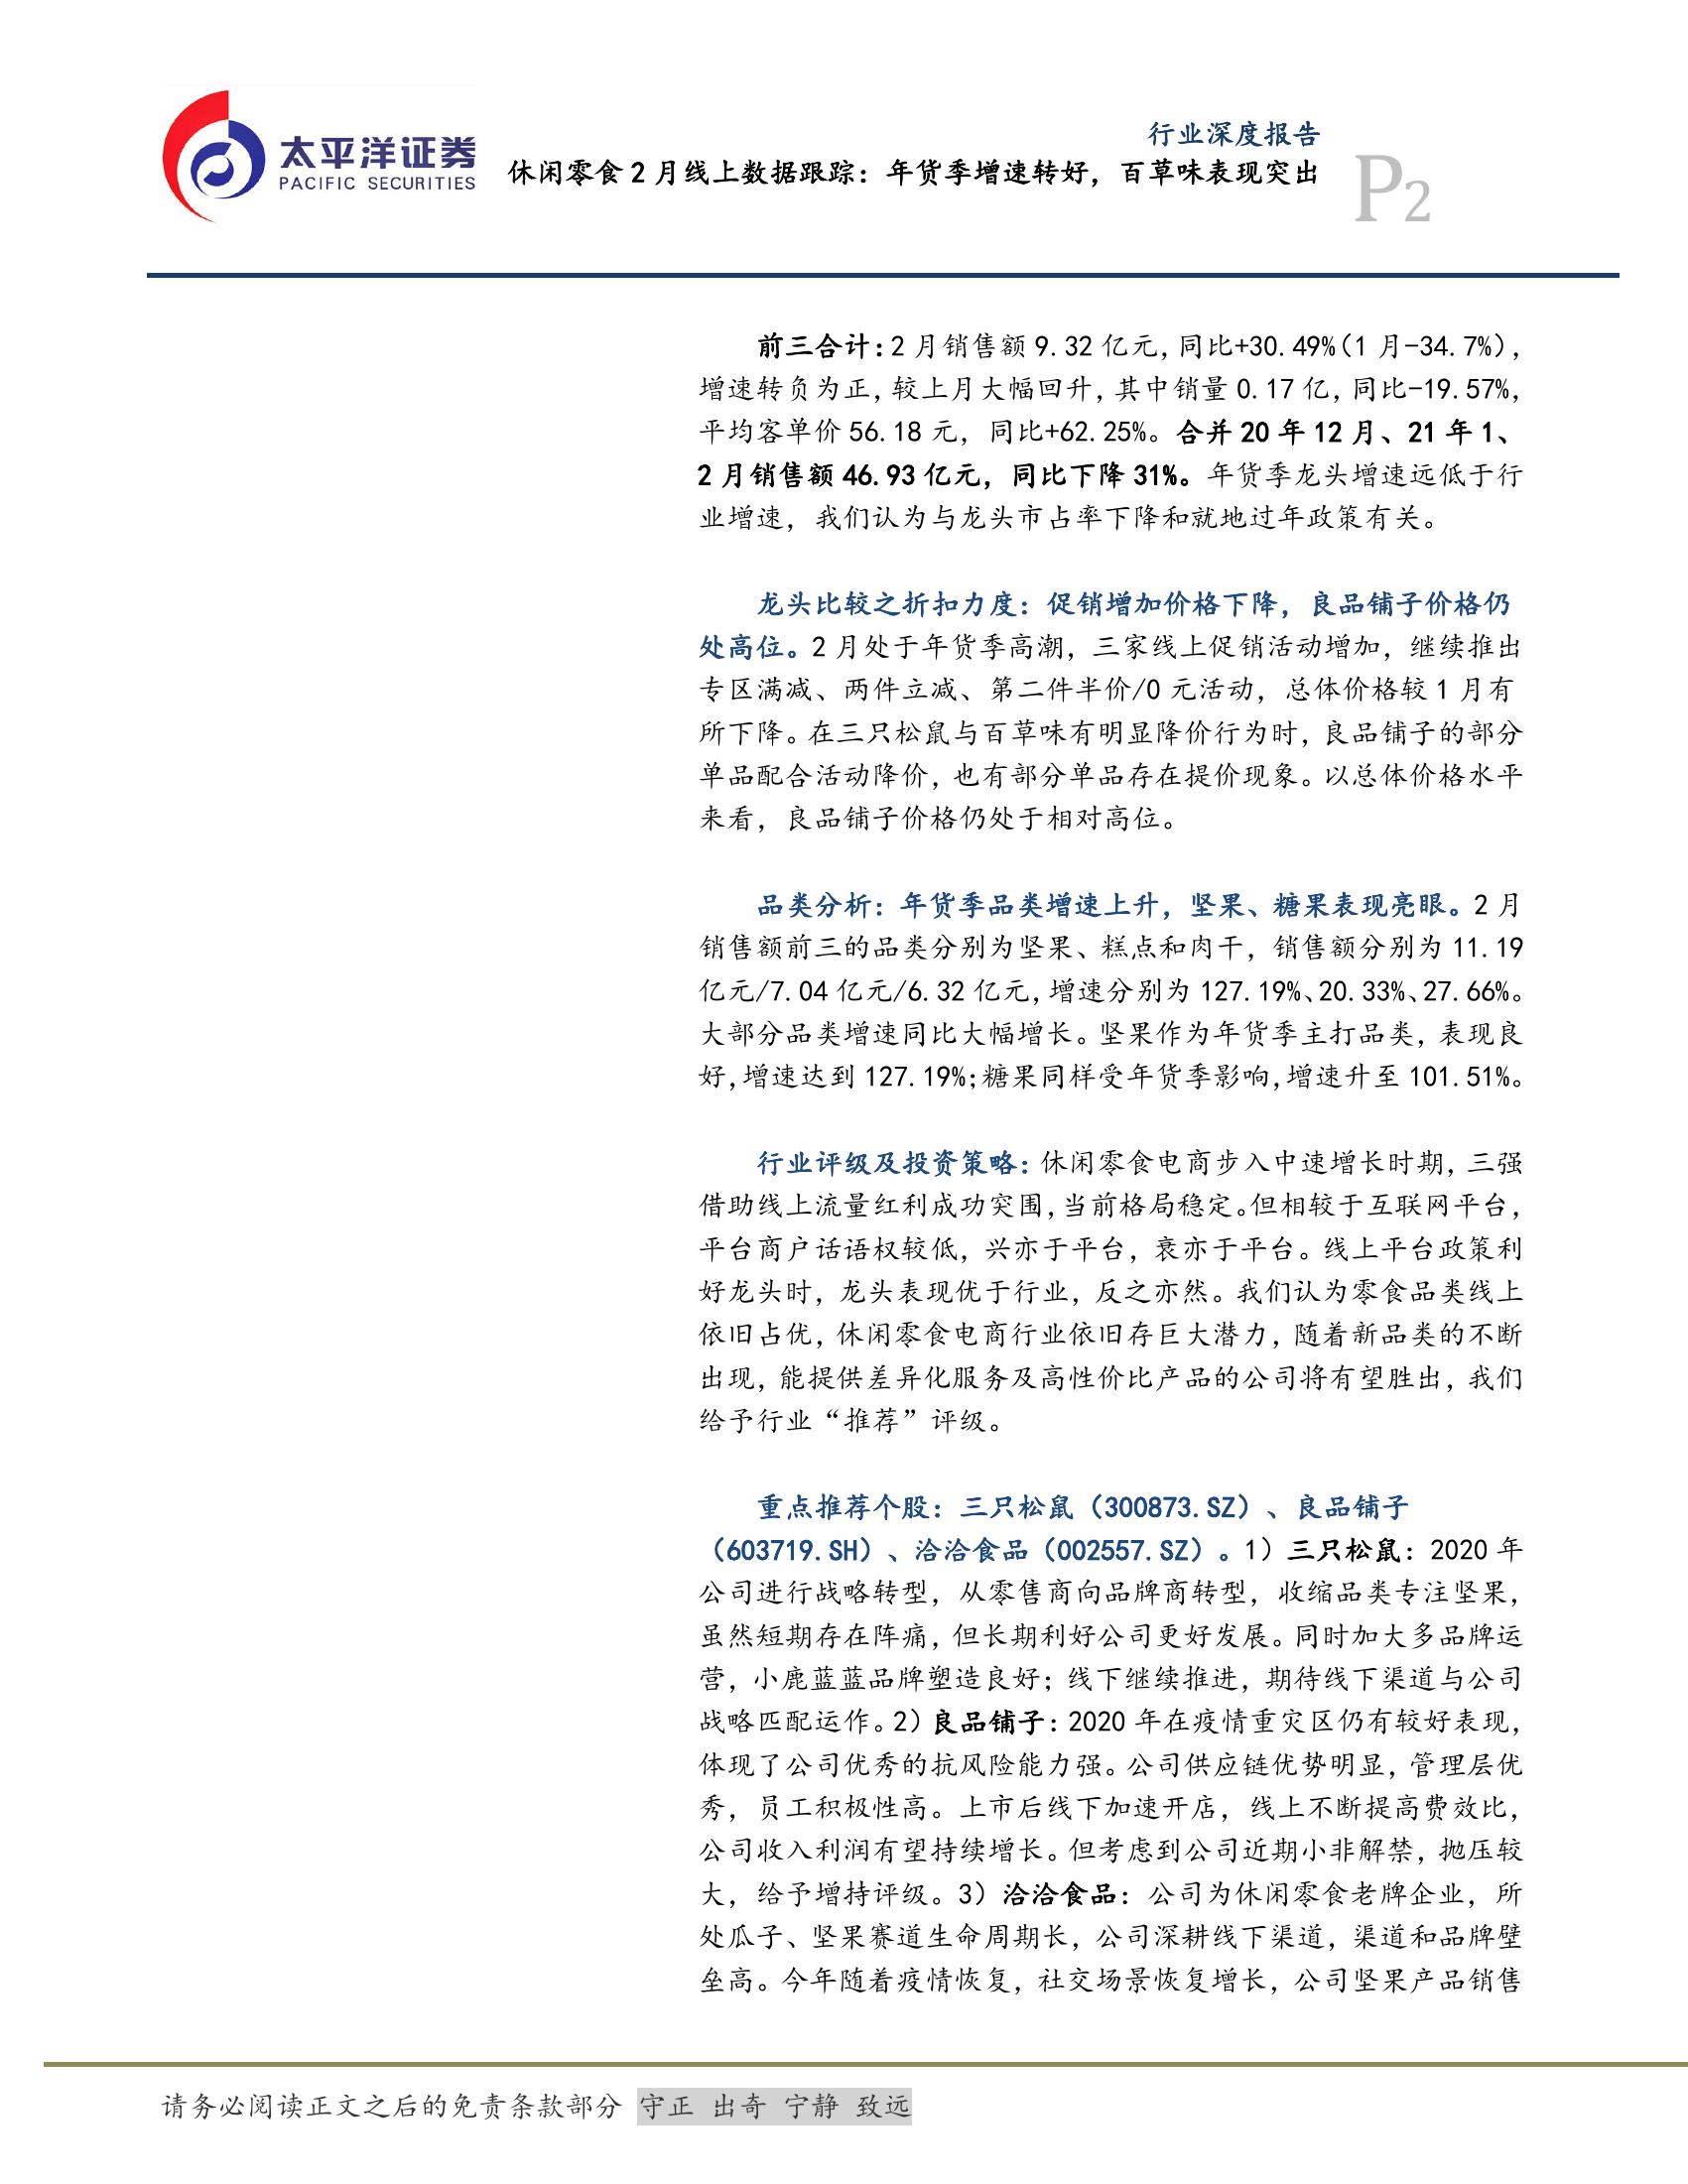 太平洋证券
PACIFIC SECURITIES
行业深度报告
休闲零食2月线上数据跟踪：年货季增速转好，百草味表现突出
P2
前三合计：2月销售额9.32亿元，同比+30.49%（1月-34.7%），
增速转负为正，较上月大幅回升，其中销量0.17亿，同比-19.57%，
平均客单价56.18元，同比+62.25%。合并20年12月、21年1、
2月销售额46.93亿元，同比下降31%。年货季龙头增速远低于行
业增速，我们认为与龙头市占率下降和就地过年政策有关。
龙头比较之折扣力度：促销增加价格下降，良品铺子价格仍
处高位。2月处于年货季高潮，三家线上促销活动增加，继续推出
专区满减、两件立减、第二件半价/0元活动，总体价格较1月有
所下降。在三只松鼠与百草味有明显降价行为时，良品铺子的部分
单品配合活动降价，也有部分单品存在提价现象。以总体价格水平
来看，良品铺子价格仍处于相对高位。
品类分析：年货季品类增速上升，坚果、糖果表现亮眼。2月
销售额前三的品类分别为坚果、糕点和肉干，销售额分别为11.19
亿元/7.04亿元/6.32亿元，增速分别为127.19%、20.33%、27.66%。
大部分品类增速同比大幅增长。坚果作为年货季主打品类，表现良
好，增速达到127.19%；糖果同样受年货季影响，增速升至101.51%。
行业评级及投资策略：休闲零食电商步入中速增长时期，三强
借助线上流量红利成功突围，当前格局稳定。但相较于互联网平台，
平台商户话语权较低，兴亦于平台，衰亦于平台。线上平台政策利
好龙头时，龙头表现优于行业，反之亦然。我们认为零食品类线上
依旧占优，休闲零食电商行业依旧存巨大潜力，随着新品类的不断
出现，能提供差异化服务及高性价比产品的公司将有望胜出，我们
给予行业“推荐”评级。
重点推荐个股：三只松鼠（300873.SZ）、良品铺子
（603719.SH）、洽洽食品（002557.SZ）。1）三只松鼠：2020年
公司进行战略转型，从零售商向品牌商转型，收缩品类专注坚果，
虽然短期存在阵痛，但长期利好公司更好发展。同时加大多品牌运
营，小鹿蓝蓝品牌塑造良好；线下继续推进，期待线下渠道与公司
战略匹配运作。2）良品铺子：2020年在疫情重灾区仍有较好表现，
体现了公司优秀的抗风险能力强。公司供应链优势明显，管理层优
秀，员工积极性高。上市后线下加速开店，线上不断提高费效比，
公司收入利润有望持续增长。但考虑到公司近期小非解禁，抛压较
大，给予增持评级。3）洽洽食品：公司为休闲零食老牌企业，所
处瓜子、坚果赛道生命周期长，公司深耕线下渠道，渠道和品牌壁
垒高。今年随着疫情恢复，社交场景恢复增长，公司坚果产品销售
请务必阅读正文之后的免责条款部分 守正 出奇 宁静 致远